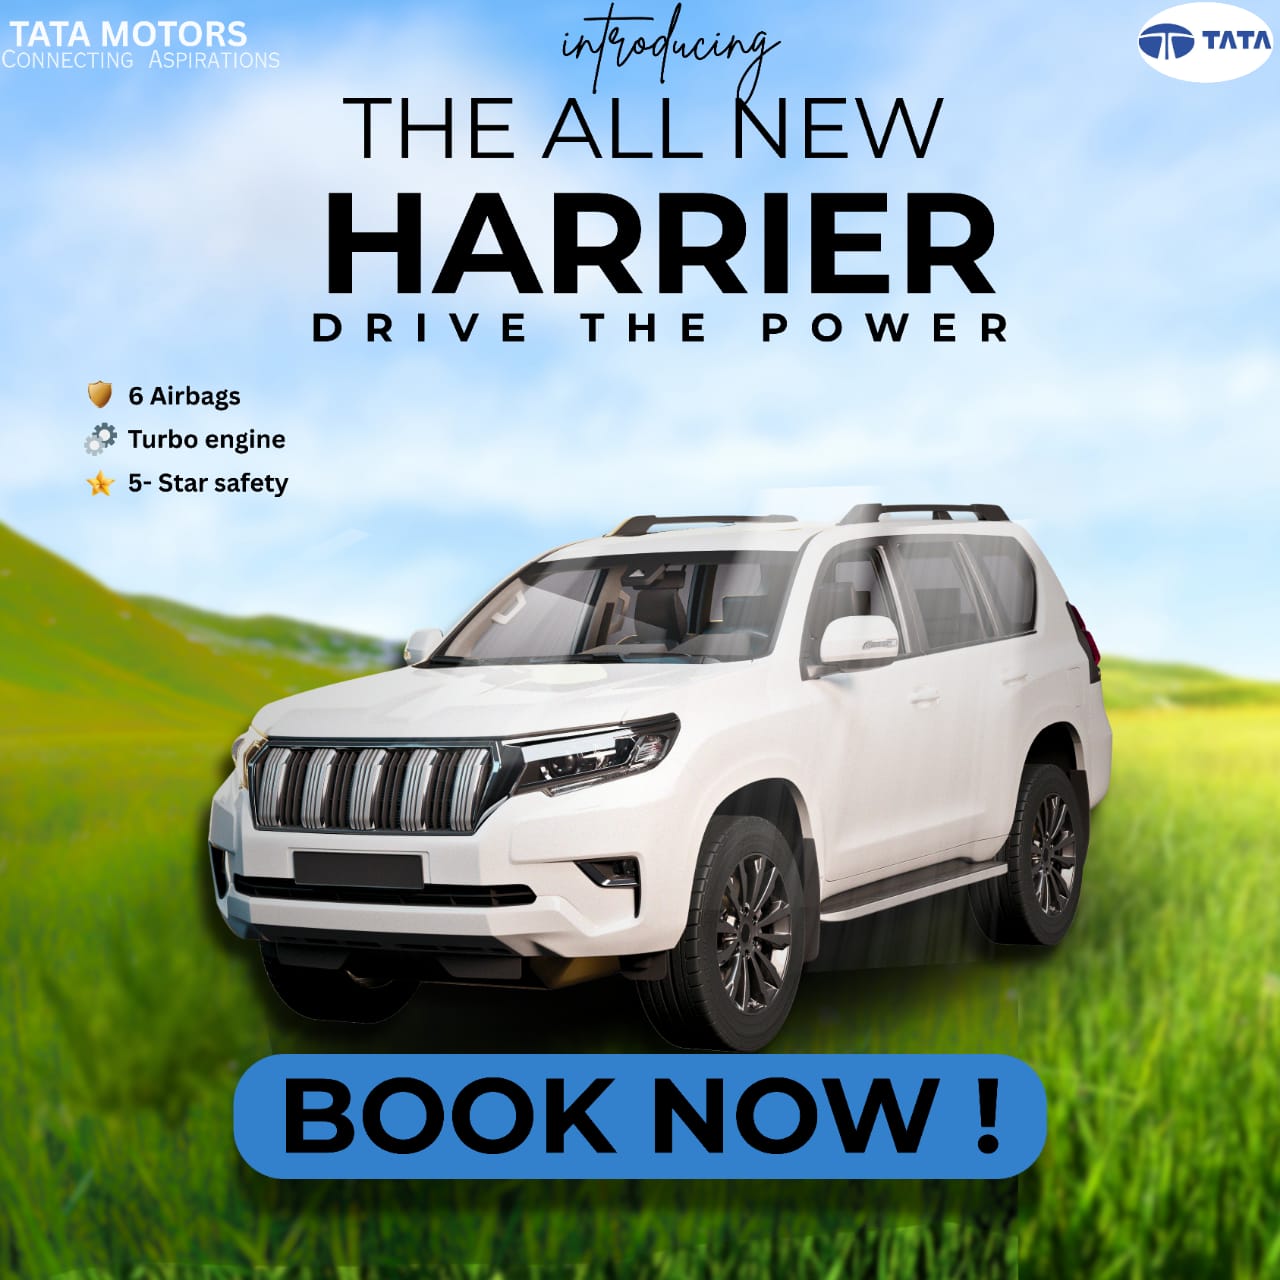 TATA MOTORS
CONNECTING ASPIRATIONS
TATA
introducing
THE ALL NEW
HARRIER
DRIVE THE POWER
6 Airbags
Turbo engine
5- Star safety
BOOK NOW !